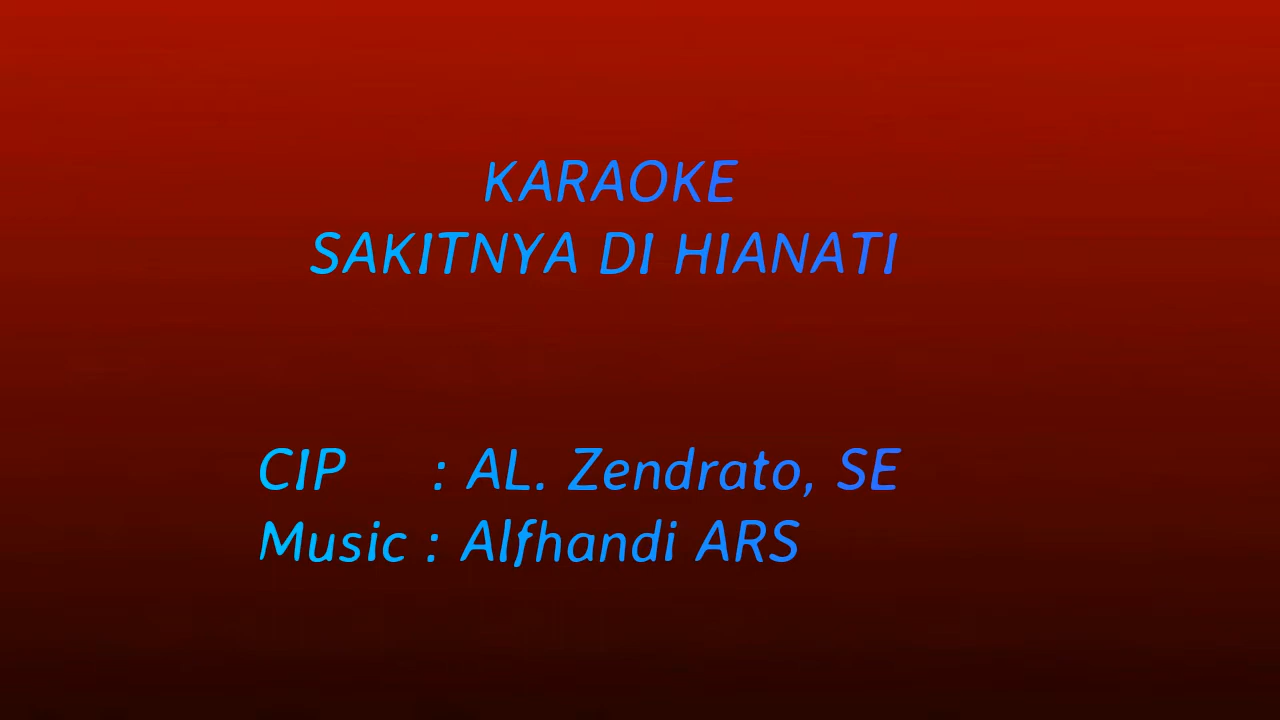 KARAOKE
SAKITNYA DI HIANATI
CIP : AL. Zendrato, SE
Music : Alfhandi ARS